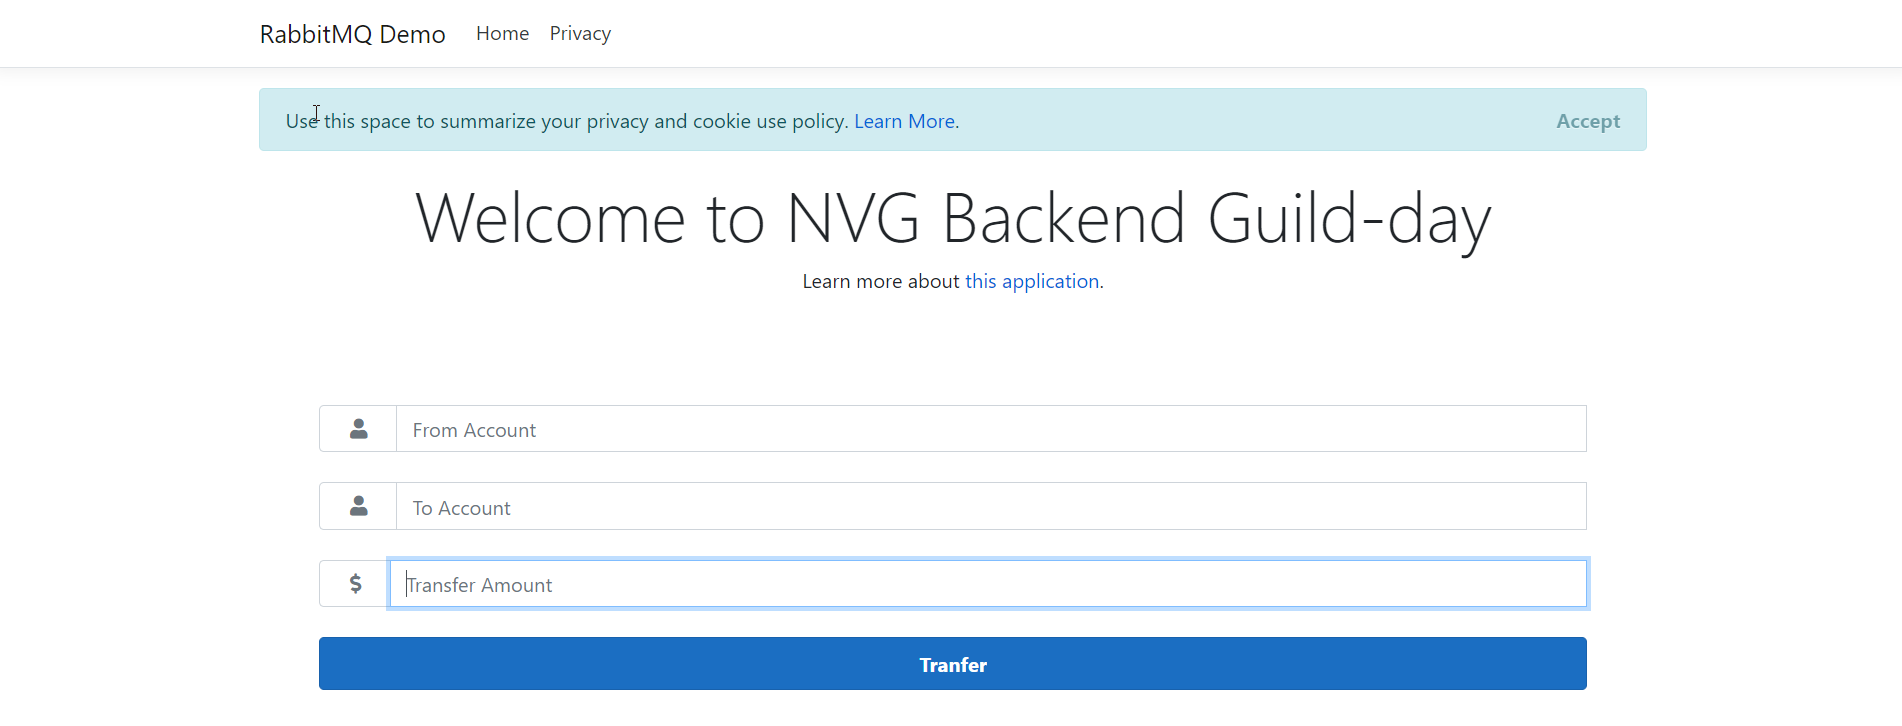 RabbitMQ Demo Home Privacy
Use this space to summarize your privacy and cookie use policy. Learn More. Accept
Welcome to NVG Backend Guild-day
Learn more about this application.
From Account
To Account
$ Transfer Amount
Tranfer